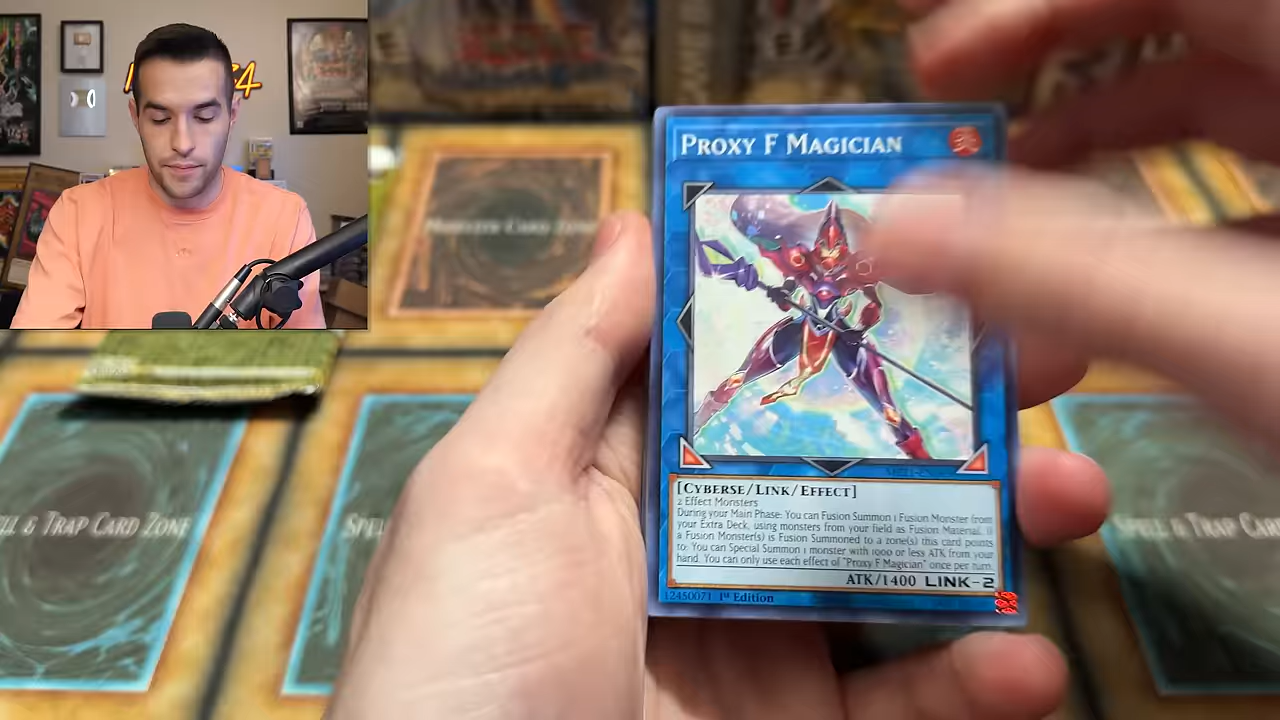 PROXY F MAGICIAN
炎
[CYBERSE/LINK/EFFECT]
2 Effect Monsters
During your Main Phase: You can Fusion Summon 1 Fusion Monster from
your Extra Deck, using monsters from your field as Fusion Material. If
a Fusion Monster(s) is Fusion Summoned to a zone(s) this card points
to: You can Special Summon 1 monster with 1000 or less ATK from your
hand. You can only use each effect of "Proxy F Magician" once per turn.
ATK/1400 LINK-2
12450071 1st Edition
MONSTER CARD ZONE
LL & TRAP CARD ZONE
SPELL &
SPELL & TRAP CAR